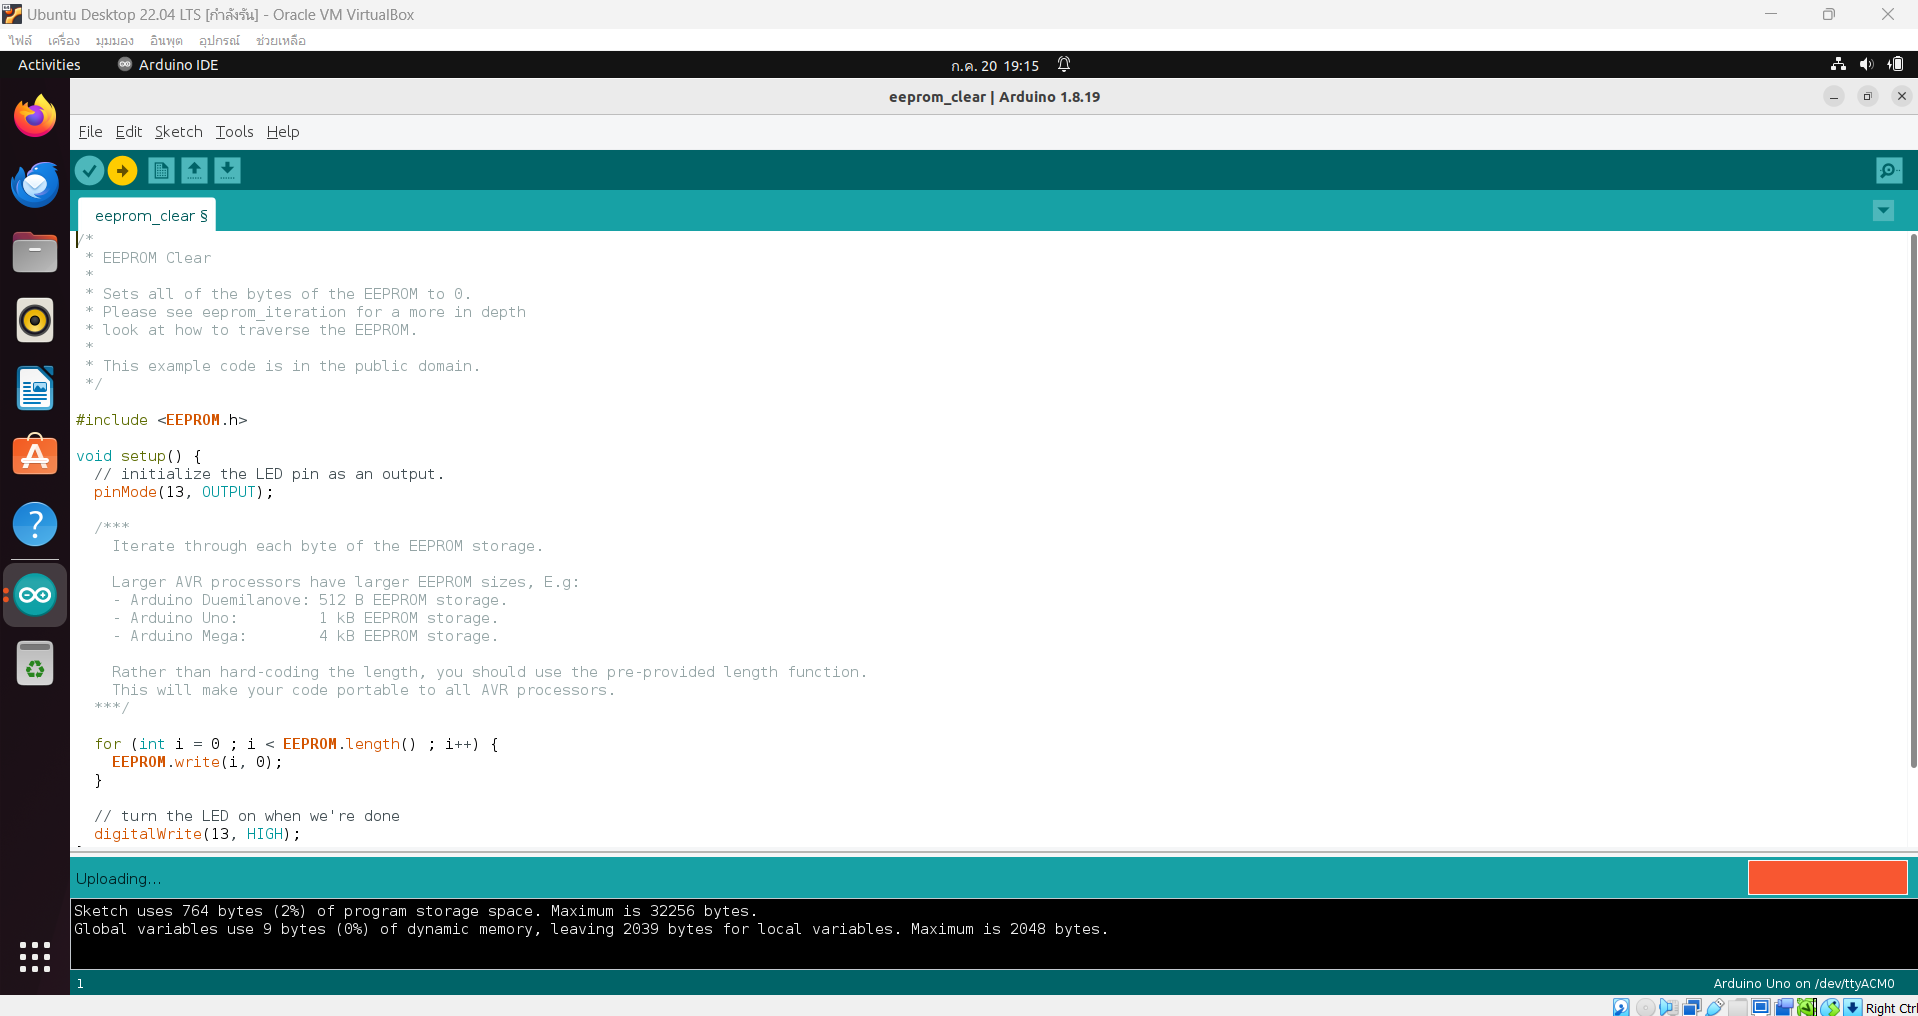 Ubuntu Desktop 22.04 LTS [กำลังรัน] - Oracle VM VirtualBox
ไฟล์ เครื่อง มุมมอง อินพุต อุปกรณ์ ช่วยเหลือ
Activities Arduino IDE ก.ค. 20 19:15
eeprom_clear | Arduino 1.8.19
File Edit Sketch Tools Help
eeprom_clear §
/*
* EEPROM Clear
*
* Sets all of the bytes of the EEPROM to 0.
* Please see eeprom_iteration for a more in depth
* look at how to traverse the EEPROM.
*
* This example code is in the public domain.
*/
#include <EEPROM.h>
void setup() {
// initialize the LED pin as an output.
pinMode(13, OUTPUT);
/***
Iterate through each byte of the EEPROM storage.
Larger AVR processors have larger EEPROM sizes, E.g:
- Arduino Duemilanove: 512 B EEPROM storage.
- Arduino Uno: 1 kB EEPROM storage.
- Arduino Mega: 4 kB EEPROM storage.
Rather than hard-coding the length, you should use the pre-provided length function.
This will make your code portable to all AVR processors.
***/
for (int i = 0 ; i < EEPROM.length() ; i++) {
EEPROM.write(i, 0);
}
// turn the LED on when we're done
digitalWrite(13, HIGH);
Uploading...
Sketch uses 764 bytes (2%) of program storage space. Maximum is 32256 bytes.
Global variables use 9 bytes (0%) of dynamic memory, leaving 2039 bytes for local variables. Maximum is 2048 bytes.
1 Arduino Uno on /dev/ttyACM0
Right Ctrl